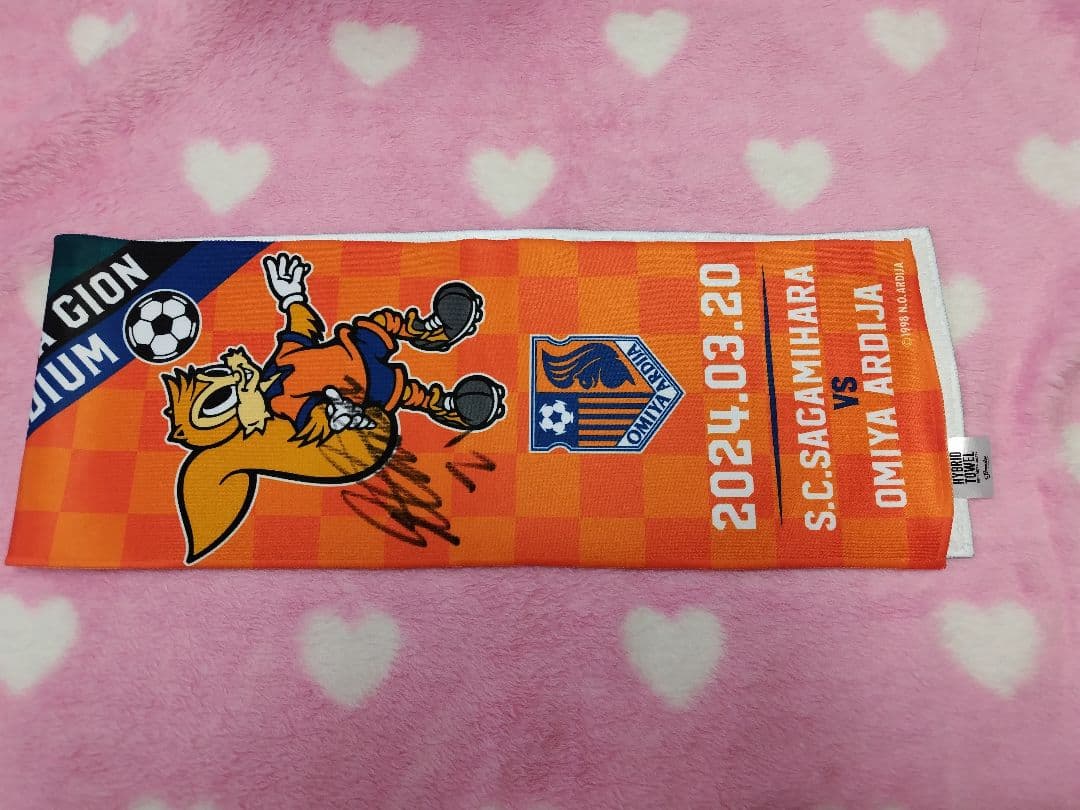 GION
DIUM
OMIYA ARDIJA
2024.03.20
S.C.SAGAMIHARA
VS
OMIYA ARDIJA
©1998 N.O.ARDIJA
HYBRID
TOWEL